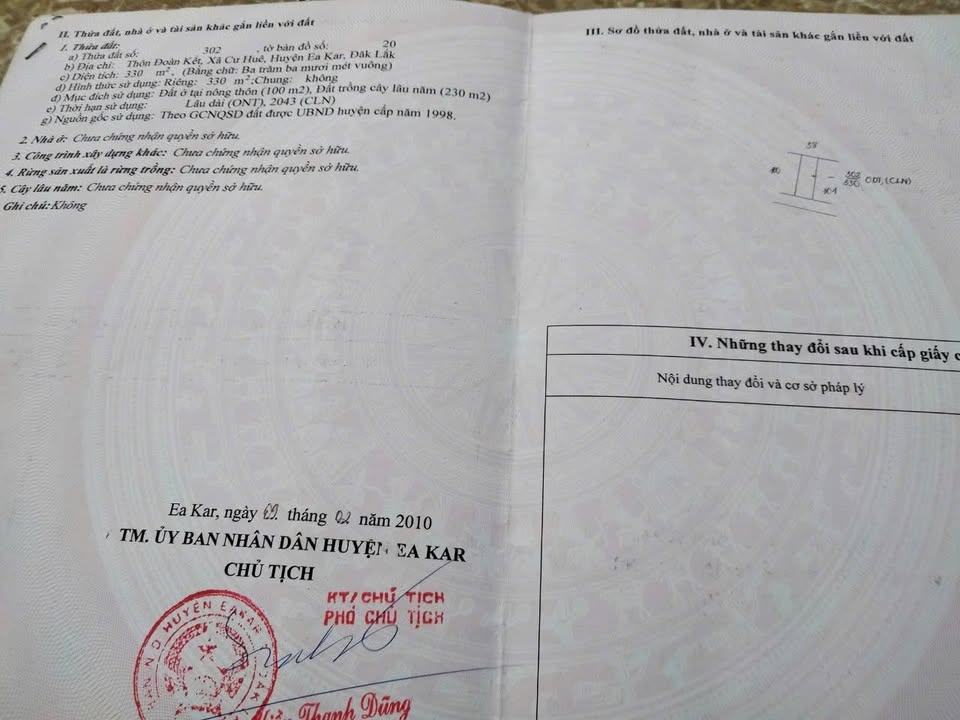 II. Thửa đất, nhà ở và tài sản khác gắn liền với đất
1. Thửa đất:
a) Thửa đất số: 302 , tờ bản đồ số: 20
b) Địa chỉ: Thôn Đoàn Kết, Xã Cư Huê, Huyện Ea Kar, Đăk Lắk
c) Diện tích: 330 m², (Bằng chữ: Ba trăm ba mươi mét vuông)
d) Hình thức sử dụng: Riêng: 330 m²;Chung: không
đ) Mục đích sử dụng: Đất ở tại nông thôn (100 m2), Đất trồng cây lâu năm (230 m2)
e) Thời hạn sử dụng: Lâu dài (ONT), 2043 (CLN)
g) Nguồn gốc sử dụng: Theo GCNQSD đất được UBND huyện cấp năm 1998.
2. Nhà ở: Chưa chứng nhận quyền sở hữu.
3. Công trình xây dựng khác: Chưa chứng nhận quyền sở hữu.
4. Rừng sản xuất là rừng trồng: Chưa chứng nhận quyền sở hữu.
5. Cây lâu năm: Chưa chứng nhận quyền sở hữu.
Ghi chú: Không
Ea Kar, ngày 09 tháng 02 năm 2010
TM. ỦY BAN NHÂN DÂN HUYỆN EA KAR
CHỦ TỊCH
KT/CHỦ TỊCH
PHÓ CHỦ TỊCH
N D HUYỆN EAKAR
Thanh Dũng
III. Sơ đồ thửa đất, nhà ở và tài sản khác gắn liền với đất
302
330
ODT, (CLN)
IV. Những thay đổi sau khi cấp giấy c
Nội dung thay đổi và cơ sở pháp lý